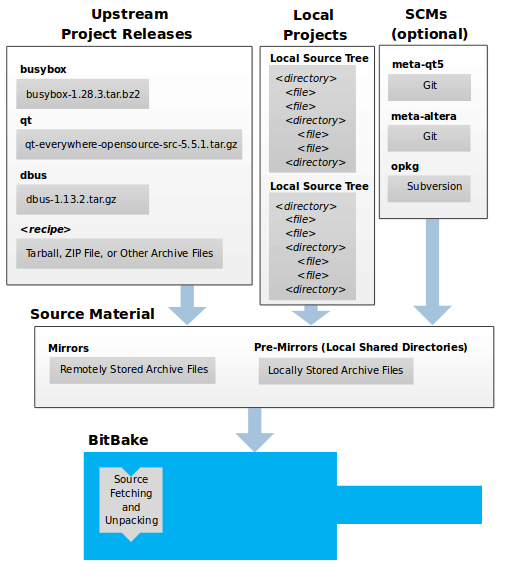 Upstream
Project Releases
busybox
busybox-1.28.3.tar.bz2
qt
qt-everywhere-opensource-src-5.5.1.tar.gz
dbus
dbus-1.13.2.tar.gz
<recipe>
Tarball, ZIP File, or Other Archive Files
Local
Projects
Local Source Tree
<directory>
<file>
<file>
<directory>
<file>
<file>
<directory>
Local Source Tree
<directory>
<file>
<file>
<directory>
<file>
<file>
<directory>
SCMs
(optional)
meta-qt5
Git
meta-altera
Git
opkg
Subversion
Source Material
Mirrors
Remotely Stored Archive Files
Pre-Mirrors (Local Shared Directories)
Locally Stored Archive Files
BitBake
Source
Fetching
and
Unpacking